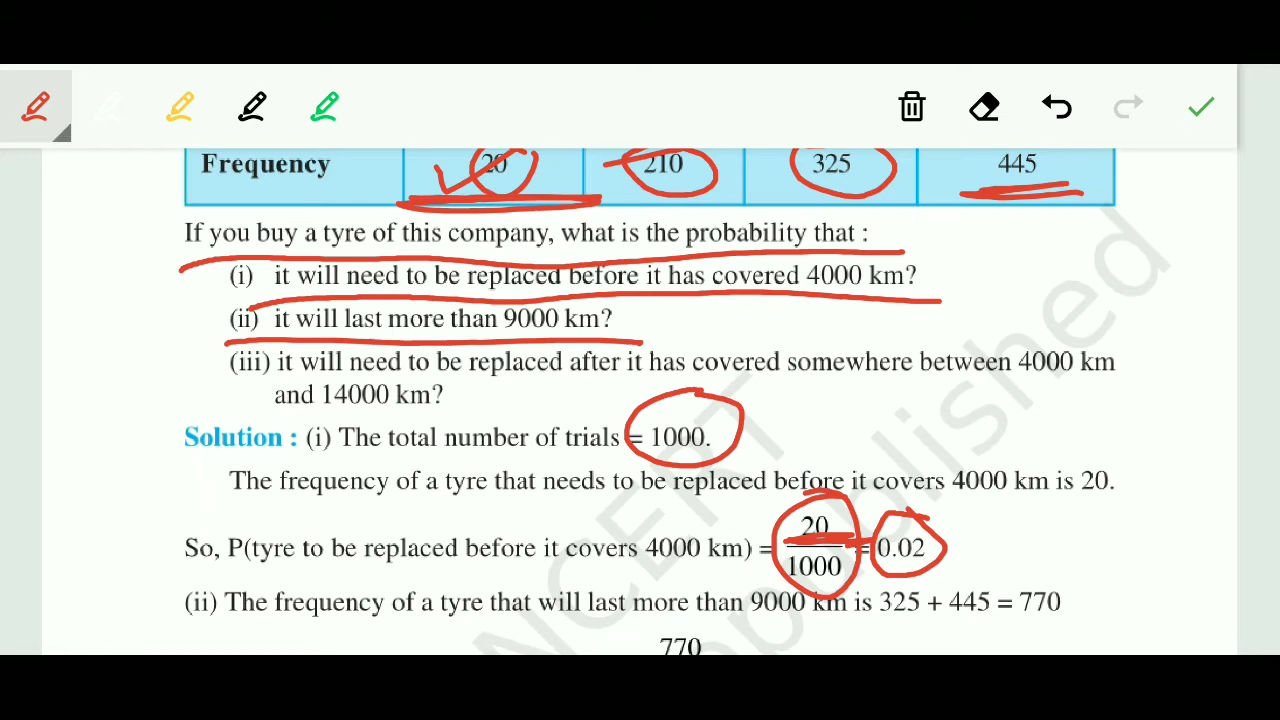 Frequency 20 210 325 445
If you buy a tyre of this company, what is the probability that :
(i) it will need to be replaced before it has covered 4000 km?
(ii) it will last more than 9000 km?
(iii) it will need to be replaced after it has covered somewhere between 4000 km
and 14000 km?
Solution : (i) The total number of trials = 1000.
The frequency of a tyre that needs to be replaced before it covers 4000 km is 20.
So, P(tyre to be replaced before it covers 4000 km) = 20/1000 = 0.02
(ii) The frequency of a tyre that will last more than 9000 km is 325 + 445 = 770
770
NCERT